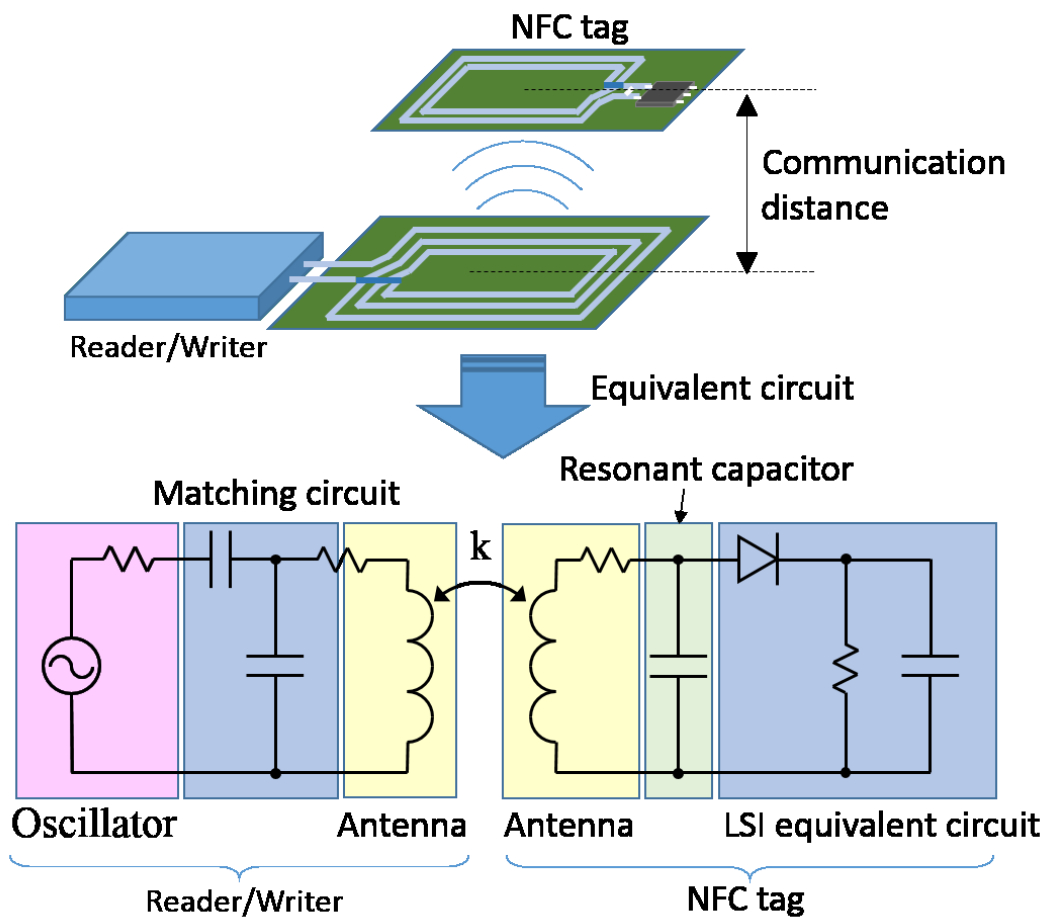 NFC tag
Communication
distance
Reader/Writer
Equivalent circuit
Resonant capacitor
Matching circuit
k
Oscillator
Antenna
Antenna
LSI equivalent circuit
Reader/Writer
NFC tag